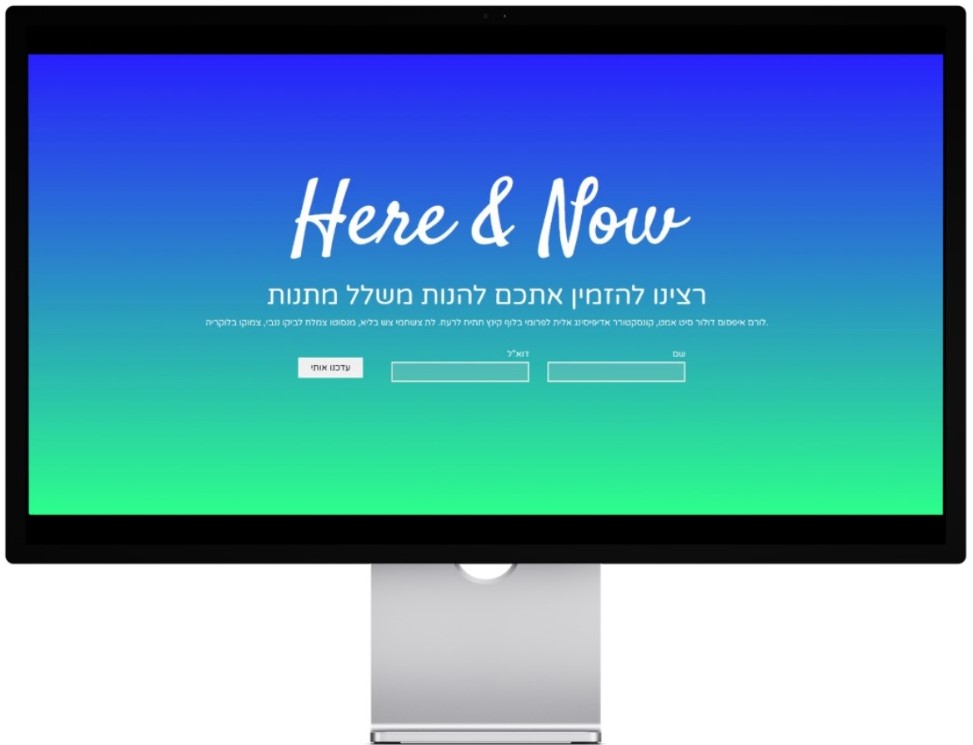 Here & Now
רצינו להזמין אתכם להנות משלל מתנות
לורם איפסום דולור סיט אמט, קונסקטורר אדיפיסינג אלית לפרומי בלוף קינץ תתיח לרעח. לת צשחמי צש בליא, מנסוטו צמלח לביקו ננבי, צמוקו בלוקריה.
שם
דוא"ל
עדכנו אותי